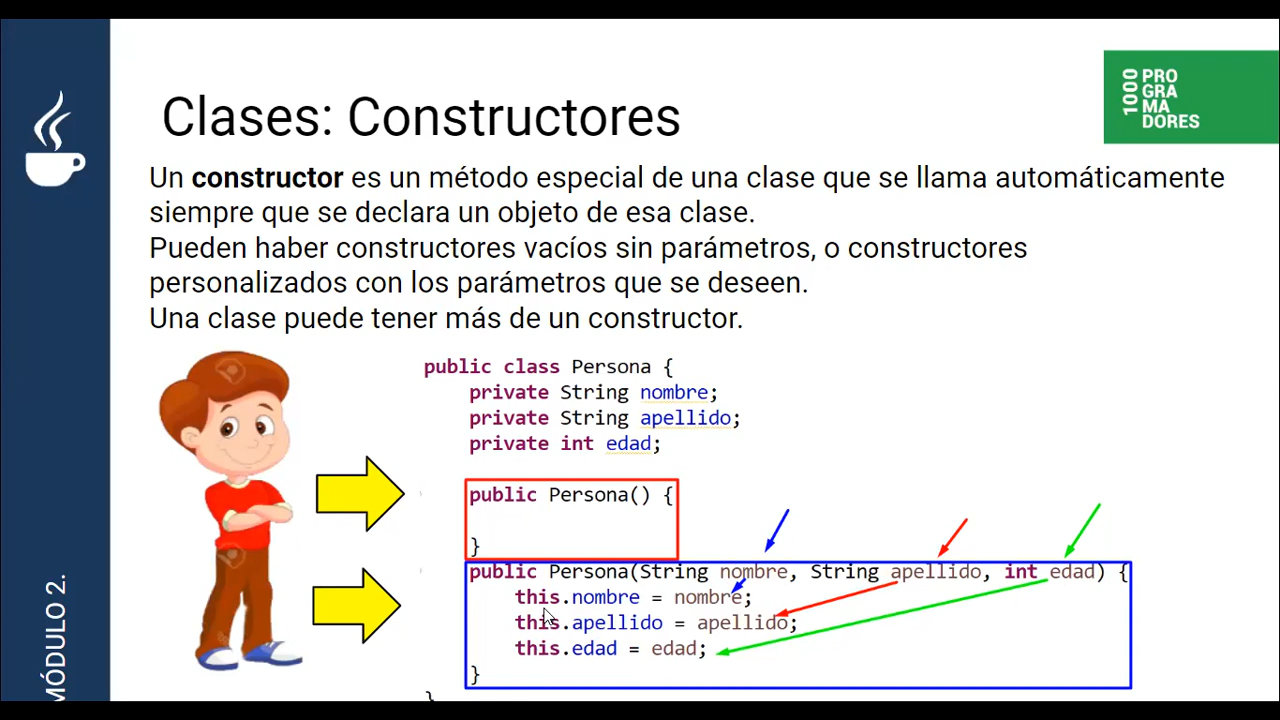 1000
PRO
GRA
MA
DORES
Clases: Constructores
Un constructor es un método especial de una clase que se llama automáticamente
siempre que se declara un objeto de esa clase.
Pueden haber constructores vacíos sin parámetros, o constructores
personalizados con los parámetros que se deseen.
Una clase puede tener más de un constructor.
public class Persona {
private String nombre;
private String apellido;
private int edad;
public Persona() {
}
public Persona(String nombre, String apellido, int edad) {
this.nombre = nombre;
this.apellido = apellido;
this.edad = edad;
}
}
MÓDULO 2.